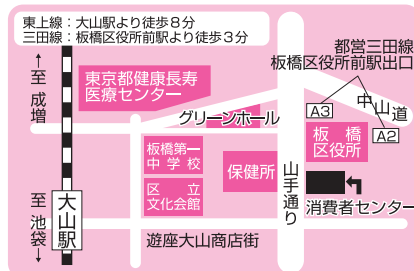 東上線：大山駅より徒歩8分
三田線：板橋区役所前駅より徒歩3分
都営三田線
板橋区役所前駅出口
←至 成増
東京都健康長寿
医療センター
中山道
A3
A2
グリーンホール
板橋
区役所
板橋第一
中学校
保健所
山手通り
区立
文化会館
消費者センター
大山駅
至 池袋→
遊座大山商店街